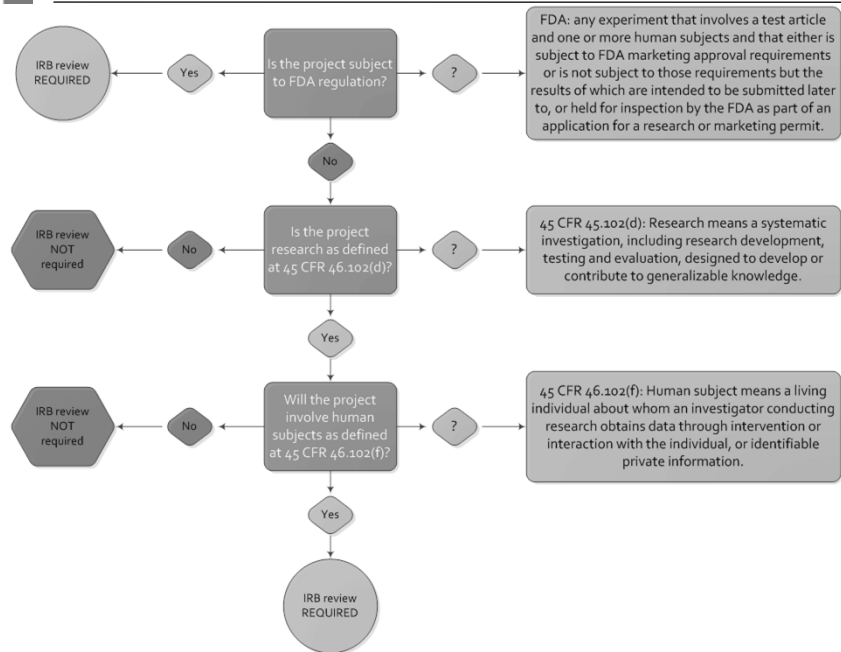 IRB review
REQUIRED
Yes
Is the project subject
to FDA regulation?
?
FDA: any experiment that involves a test article
and one or more human subjects and that either is
subject to FDA marketing approval requirements
or is not subject to those requirements but the
results of which are intended to be submitted later
to, or held for inspection by the FDA as part of an
application for a research or marketing permit.
No
IRB review
NOT
required
No
Is the project
research as defined
at 45 CFR 46.102(d)?
?
45 CFR 45.102(d): Research means a systematic
investigation, including research development,
testing and evaluation, designed to develop or
contribute to generalizable knowledge.
Yes
IRB review
NOT
required
No
Will the project
involve human
subjects as defined
at 45 CFR 46.102(f)?
?
45 CFR 46.102(f): Human subject means a living
individual about whom an investigator conducting
research obtains data through intervention or
interaction with the individual, or identifiable
private information.
Yes
IRB review
REQUIRED